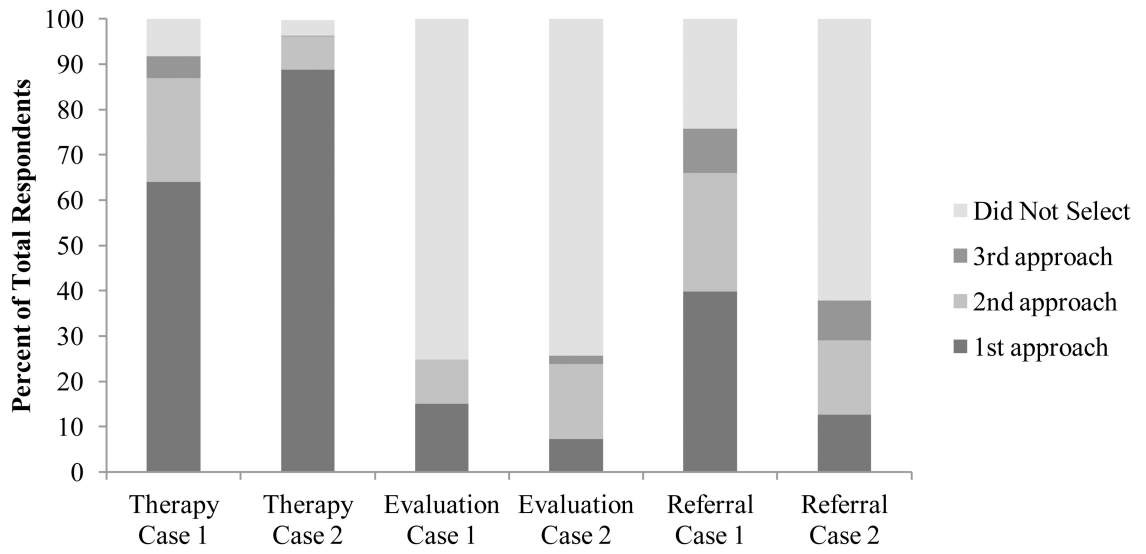 Percent of Total Respondents
100
90
80
70
60
50
40
30
20
10
0
Therapy Case 1
Therapy Case 2
Evaluation Case 1
Evaluation Case 2
Referral Case 1
Referral Case 2
Did Not Select
3rd approach
2nd approach
1st approach